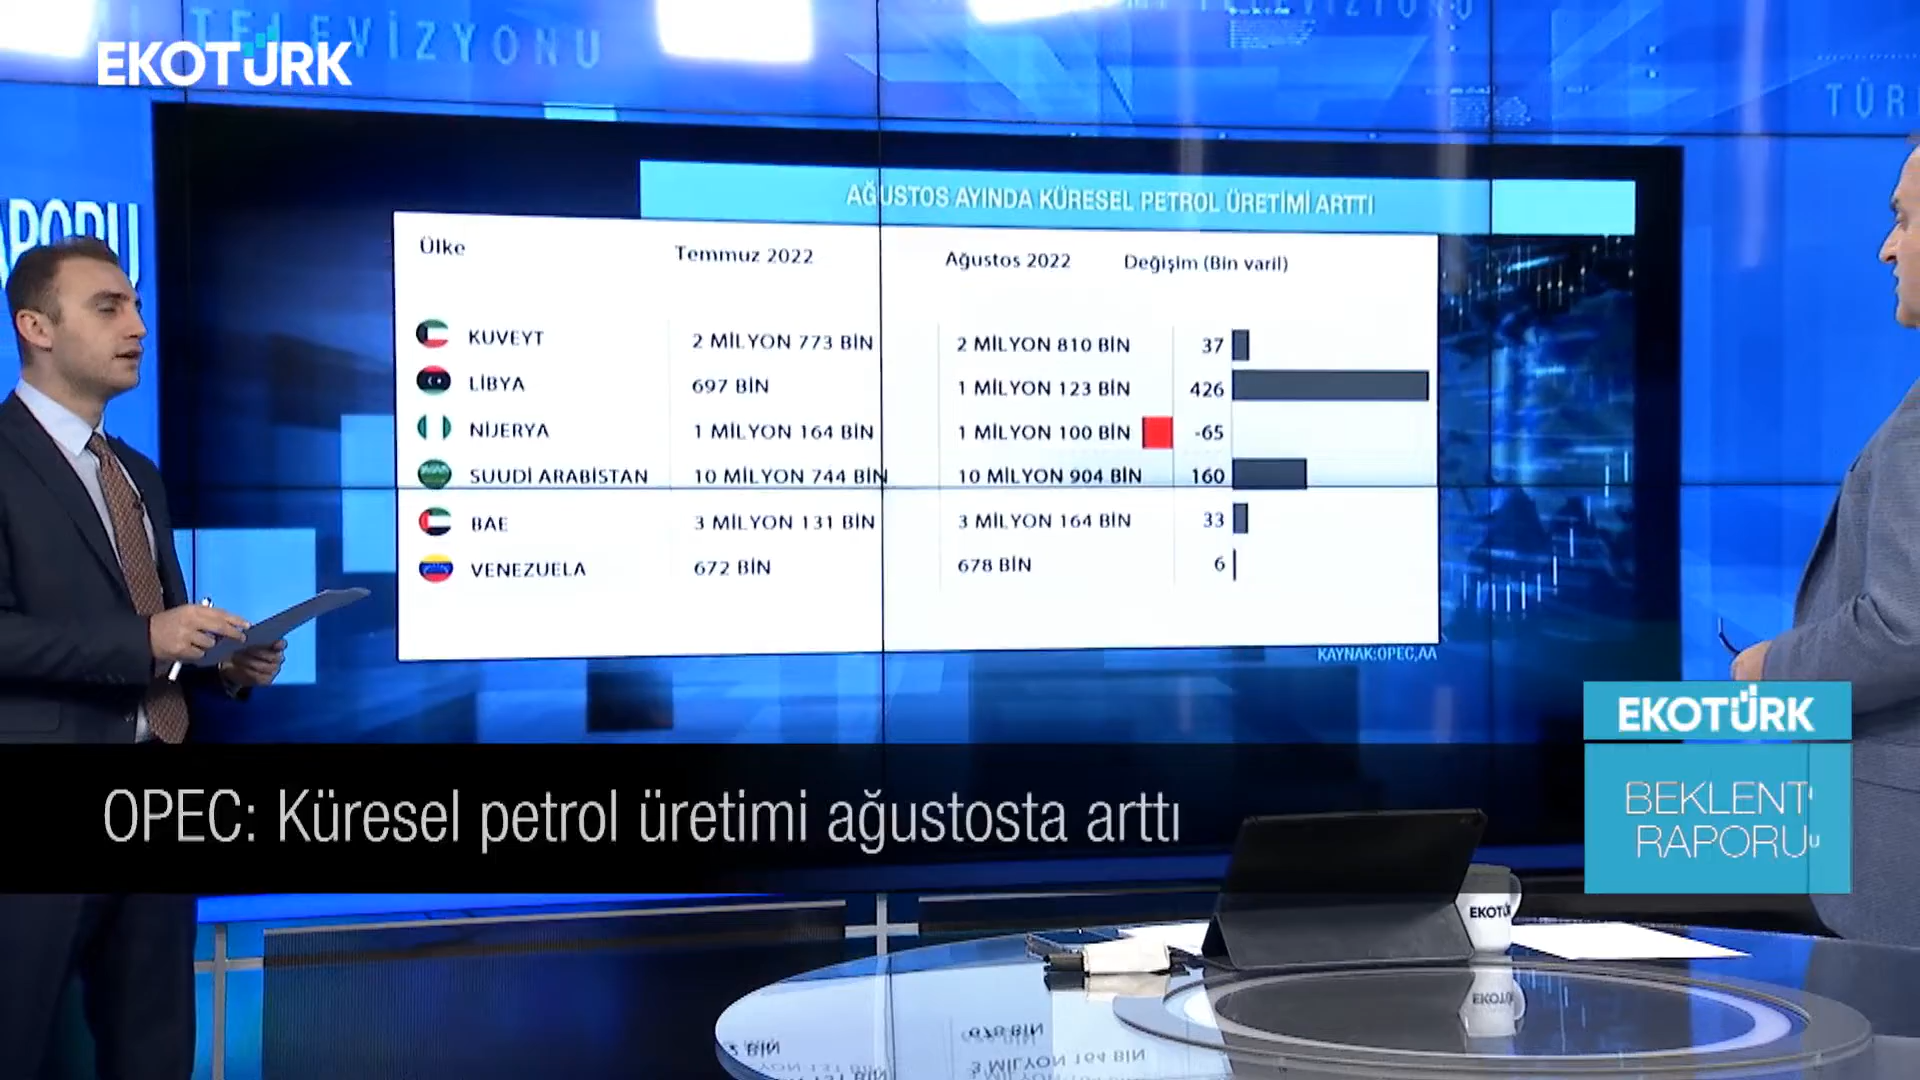 TELEVİZYONU
EKOTÜRK
TÜR
RAPORU
AĞUSTOS AYINDA KÜRESEL PETROL ÜRETİMİ ARTTI
Ülke Temmuz 2022 Ağustos 2022 Değişim (Bin varil)
KUVEYT 2 MİLYON 773 BİN 2 MİLYON 810 BİN 37
LİBYA 697 BİN 1 MİLYON 123 BİN 426
NİJERYA 1 MİLYON 164 BİN 1 MİLYON 100 BİN -65
SUUDİ ARABİSTAN 10 MİLYON 744 BİN 10 MİLYON 904 BİN 160
BAE 3 MİLYON 131 BİN 3 MİLYON 164 BİN 33
VENEZUELA 672 BİN 678 BİN 6
KAYNAK:OPEC,AA
EKOTÜRK
BEKLENTİ
RAPORU
OPEC: Küresel petrol üretimi ağustosta arttı
EKOTÜ